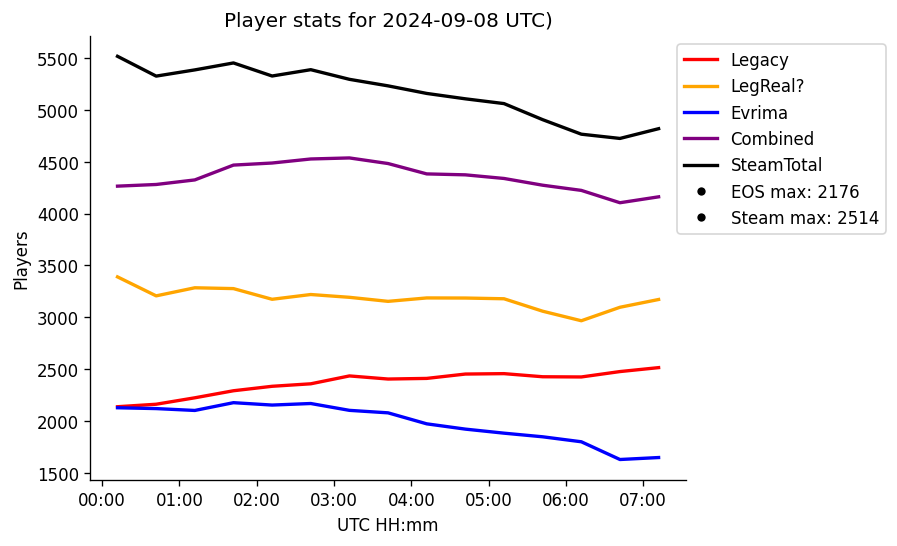 Player stats for 2024-09-08 UTC)
Legacy
LegReal?
Evrima
Combined
SteamTotal
EOS max: 2176
Steam max: 2514
Players
5500
5000
4500
4000
3500
3000
2500
2000
1500
00:00 01:00 02:00 03:00 04:00 05:00 06:00 07:00
UTC HH:mm